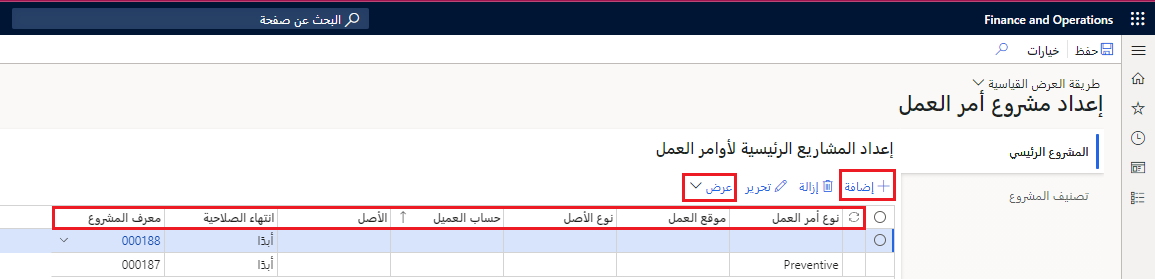 Finance and Operations
البحث عن صفحة
حفظ خيارات
طريقة العرض القياسية
إعداد مشروع أمر العمل
المشروع الرئيسي
تصنيف المشروع
إعداد المشاريع الرئيسية لأوامر العمل
إضافة إزالة تحرير عرض
نوع أمر العمل موقع العمل نوع الأصل حساب العميل الأصل انتهاء الصلاحية معرف المشروع
أبدًا 000188
Preventive أبدًا 000187